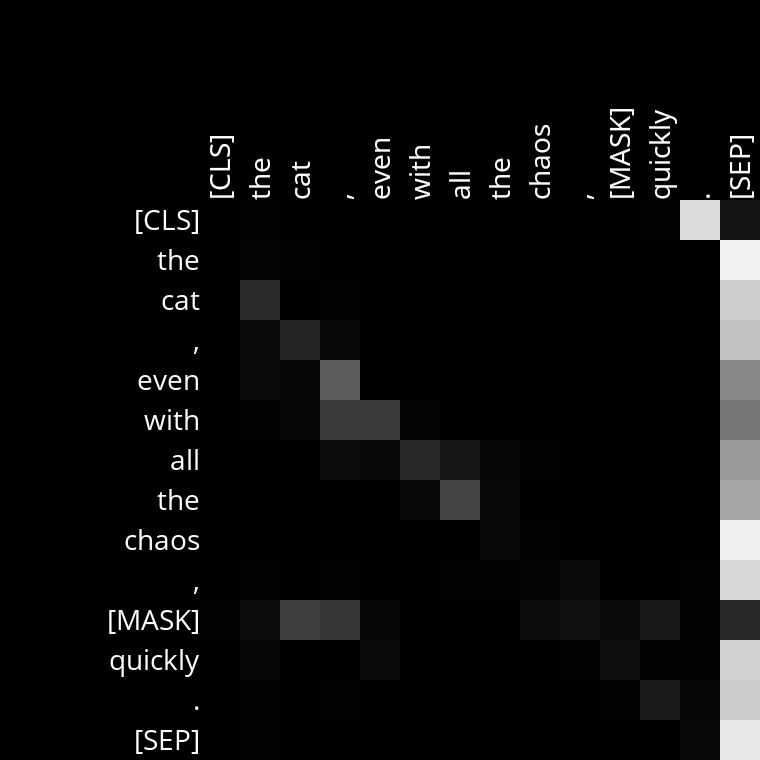 [CLS] the cat , even with all the chaos , [MASK] quickly . [SEP]
[CLS]
the
cat
,
even
with
all
the
chaos
,
[MASK]
quickly
.
[SEP]